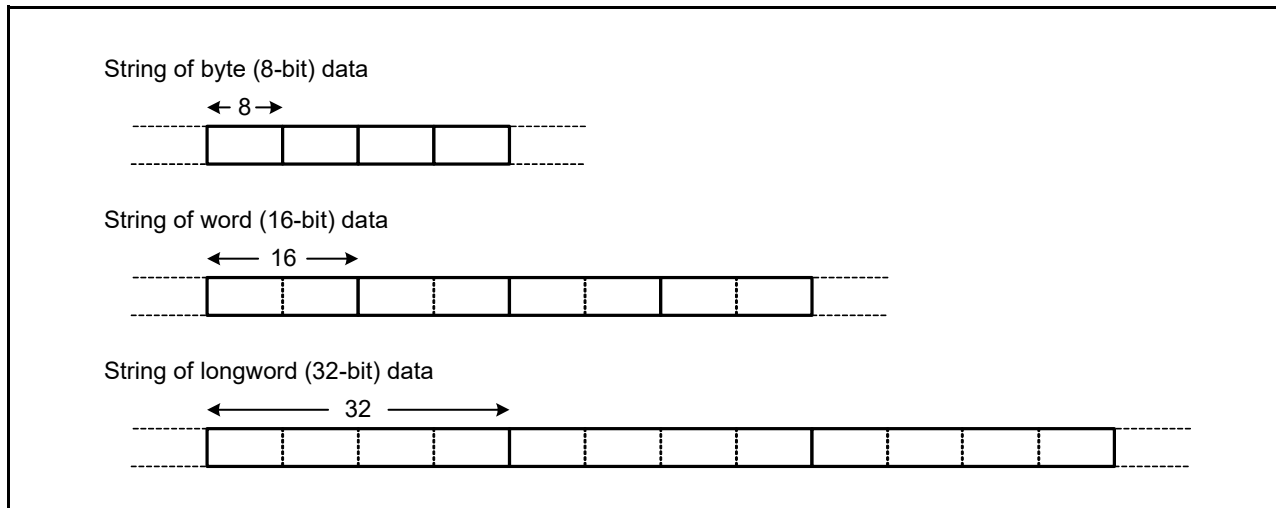 String of byte (8-bit) data
8
String of word (16-bit) data
16
String of longword (32-bit) data
32